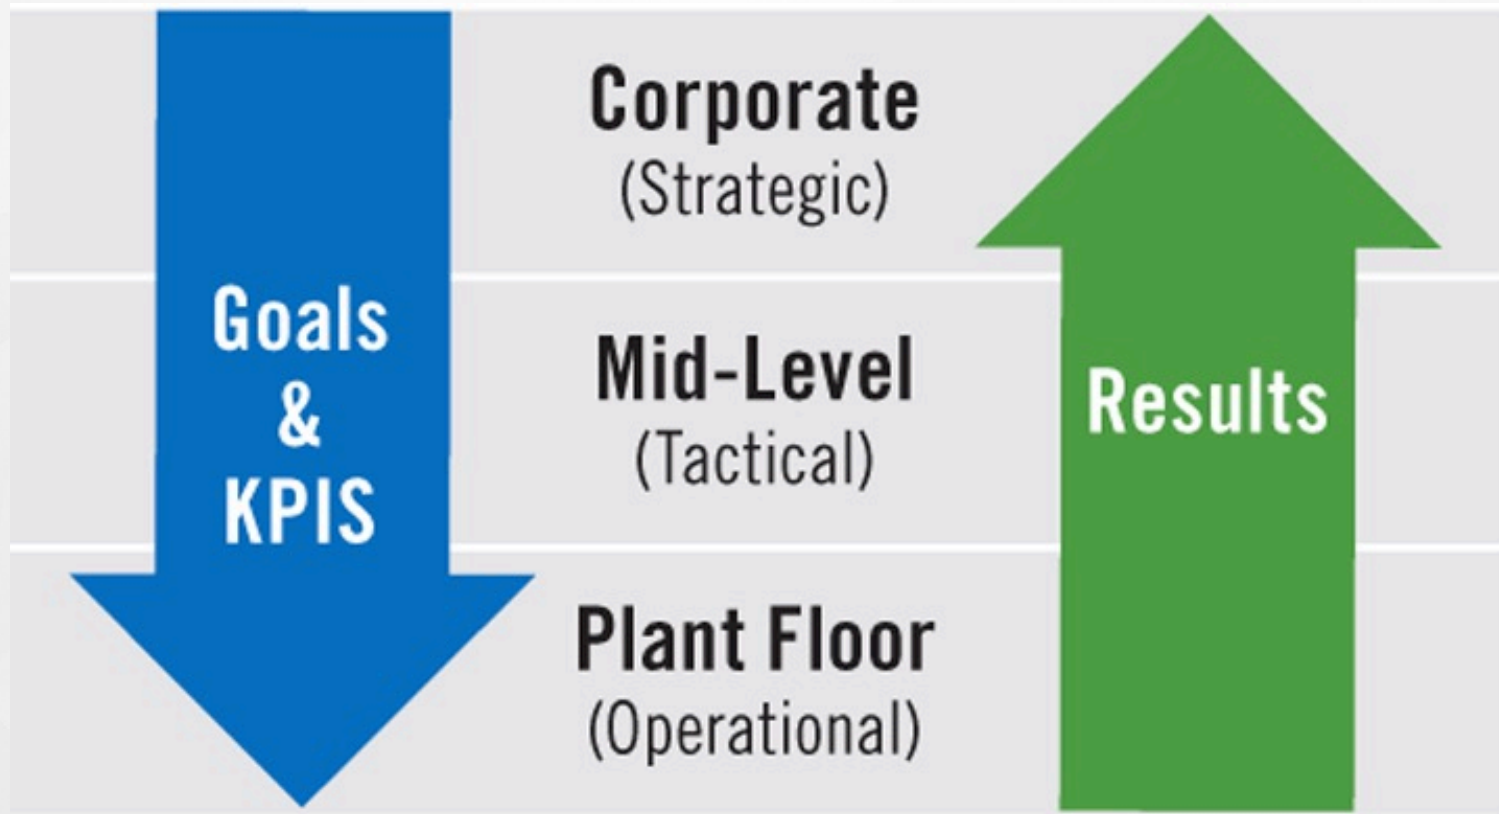 Corporate
(Strategic)
Goals
&
KPIS
Mid-Level
(Tactical)
Results
Plant Floor
(Operational)